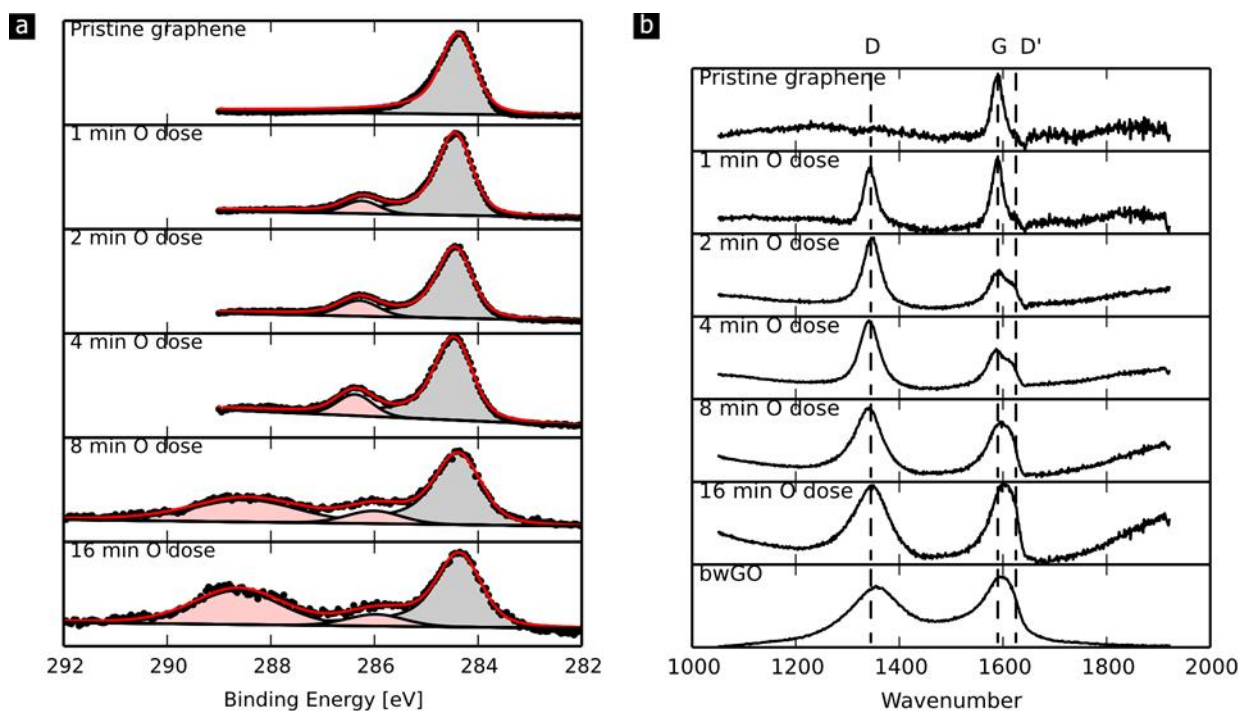 a
Pristine graphene
1 min O dose
2 min O dose
4 min O dose
8 min O dose
16 min O dose
292 290 288 286 284 282
Binding Energy [eV]
b
D G D'
Pristine graphene
1 min O dose
2 min O dose
4 min O dose
8 min O dose
16 min O dose
bwGO
1000 1200 1400 1600 1800 2000
Wavenumber